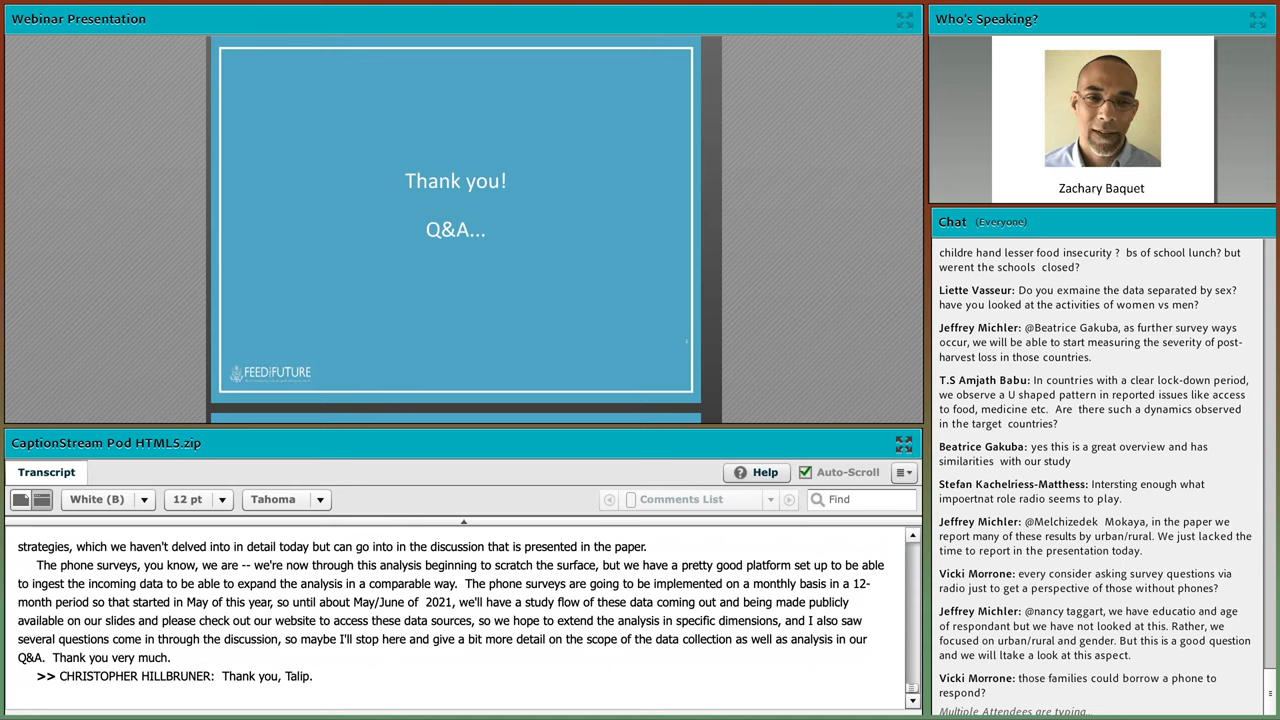 Webinar Presentation
Thank you!
Q&A...
FEED THE FUTURE
Who's Speaking?
Zachary Baquet
Chat (Everyone)
childre hand lesser food insecurity ? bs of school lunch? but
werent the schools closed?
Liette Vasseur: Do you exmaine the data separated by sex?
have you looked at the activities of women vs men?
Jeffrey Michler: @Beatrice Gakuba, as further survey ways
occur, we will be able to start measuring the severity of post-
harvest loss in those countries.
T.S Amjath Babu: In countries with a clear lock-down period,
we observe a U shaped pattern in reported issues like access
to food, medicine etc. Are there such a dynamics observed
in the target countries?
Beatrice Gakuba: yes this is a great overview and has
similarities with our study
Stefan Kachelriess-Matthess: Intersting enough what
impoertnat role radio seems to play.
Jeffrey Michler: @Melchizedek Mokaya, in the paper we
report many of these results by urban/rural. We just lacked the
time to report in the presentation today.
Vicki Morrone: every consider asking survey questions via
radio just to get a perspective of those without phones?
Jeffrey Michler: @nancy taggart, we have educatio and age
of respondant but we have not looked at this. Rather, we
focused on urban/rural and gender. But this is a good question
and we will ltake a look at this aspect.
Vicki Morrone: those families could borrow a phone to
respond?
Multiple Attendees are typing...
CaptionStream Pod HTML5.zip
Transcript
Help
Auto-Scroll
White (B)
12 pt
Tahoma
Comments List
Find
strategies, which we haven't delved into in detail today but can go into in the discussion that is presented in the paper.
The phone surveys, you know, we are -- we're now through this analysis beginning to scratch the surface, but we have a pretty good platform set up to be able
to ingest the incoming data to be able to expand the analysis in a comparable way. The phone surveys are going to be implemented on a monthly basis in a 12-
month period so that started in May of this year, so until about May/June of 2021, we'll have a study flow of these data coming out and being made publicly
available on our slides and please check out our website to access these data sources, so we hope to extend the analysis in specific dimensions, and I also saw
several questions come in through the discussion, so maybe I'll stop here and give a bit more detail on the scope of the data collection as well as analysis in our
Q&A. Thank you very much.
>> CHRISTOPHER HILLBRUNER: Thank you, Talip.